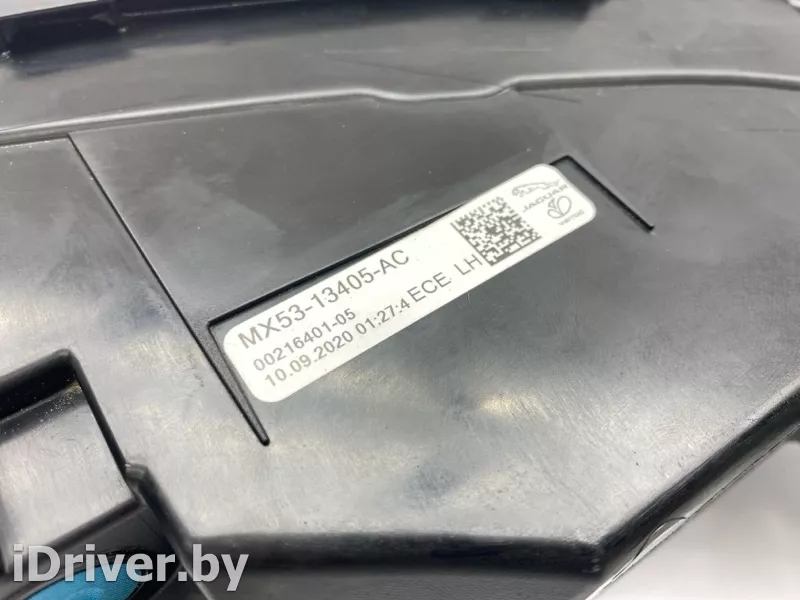 MX53-13405-AC
00216401-05
10.09.2020 01:27:4 ECE LH
JAGUAR
iDriver.by